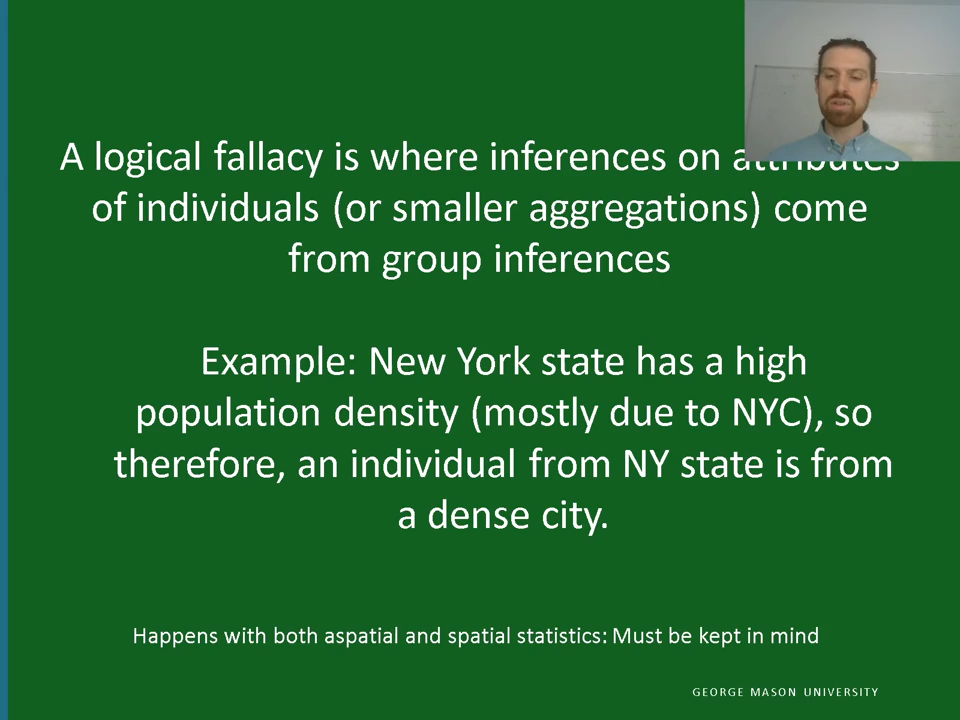 A logical fallacy is where inferences on attributes
of individuals (or smaller aggregations) come
from group inferences
Example: New York state has a high
population density (mostly due to NYC), so
therefore, an individual from NY state is from
a dense city.
Happens with both aspatial and spatial statistics: Must be kept in mind
GEORGE MASON UNIVERSITY